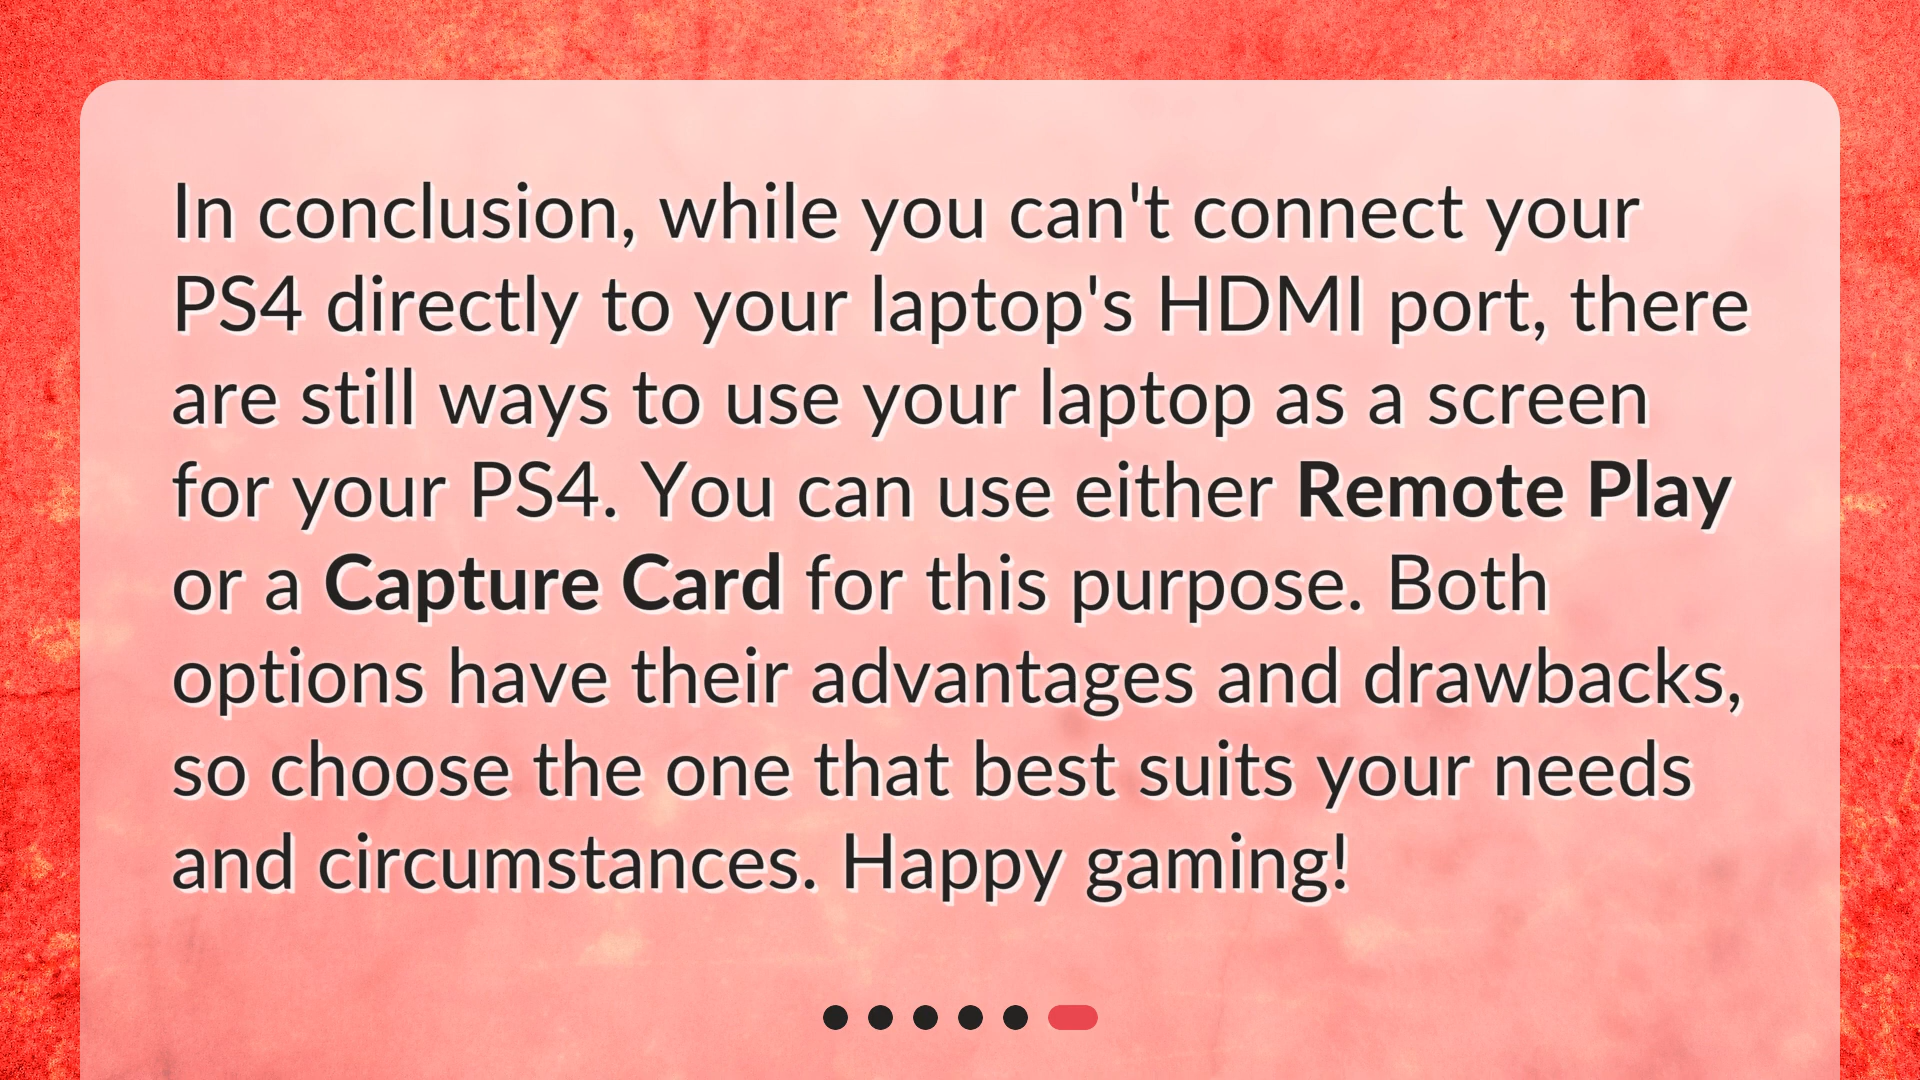 In conclusion, while you can't connect your
PS4 directly to your laptop's HDMI port, there
are still ways to use your laptop as a screen
for your PS4. You can use either Remote Play
or a Capture Card for this purpose. Both
options have their advantages and drawbacks,
so choose the one that best suits your needs
and circumstances. Happy gaming!